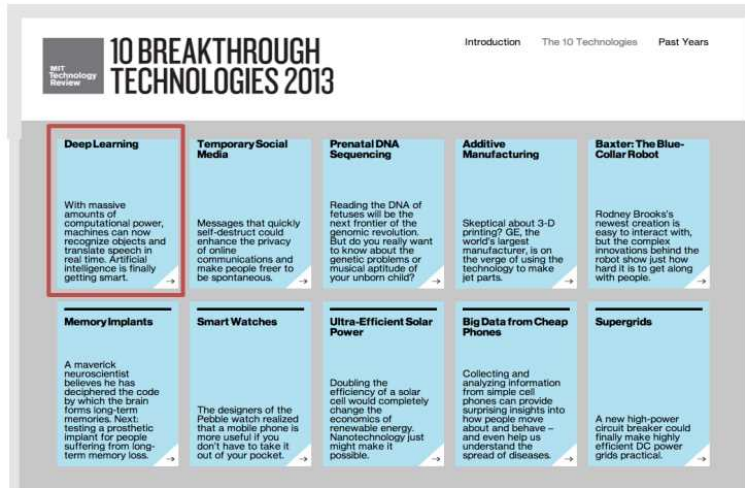 MIT
Technology
Review
10 BREAKTHROUGH
TECHNOLOGIES 2013
Introduction The 10 Technologies Past Years
Deep Learning
With massive
amounts of
computational power,
machines can now
recognize objects and
translate speech in
real time. Artificial
intelligence is finally
getting smart.
Temporary Social
Media
Messages that quickly
self-destruct could
enhance the privacy
of online
communications and
make people freer to
be spontaneous.
Prenatal DNA
Sequencing
Reading the DNA of
fetuses will be the
next frontier of the
genomic revolution.
But do you really want
to know about the
genetic problems or
musical aptitude of
your unborn child?
Additive
Manufacturing
Skeptical about 3-D
printing? GE, the
world's largest
manufacturer, is on
the verge of using the
technology to make
jet parts.
Baxter: The Blue-
Collar Robot
Rodney Brooks's
newest creation is
easy to interact with,
but the complex
innovations behind the
robot show just how
hard it is to get along
with people.
Memory Implants
A maverick
neuroscientist
believes he has
deciphered the code
by which the brain
forms long-term
memories. Next:
testing a prosthetic
implant for people
suffering from long-
term memory loss.
Smart Watches
The designers of the
Pebble watch realized
that a mobile phone is
more useful if you
don't have to take it
out of your pocket.
Ultra-Efficient Solar
Power
Doubling the
efficiency of a solar
cell would completely
change the
economics of
renewable energy.
Nanotechnology just
might make it
possible.
Big Data from Cheap
Phones
Collecting and
analyzing information
from simple cell
phones can provide
surprising insights into
how people move
about and behave –
and even help us
understand the
spread of diseases.
Supergrids
A new high-power
circuit breaker could
finally make highly
efficient DC power
grids practical.